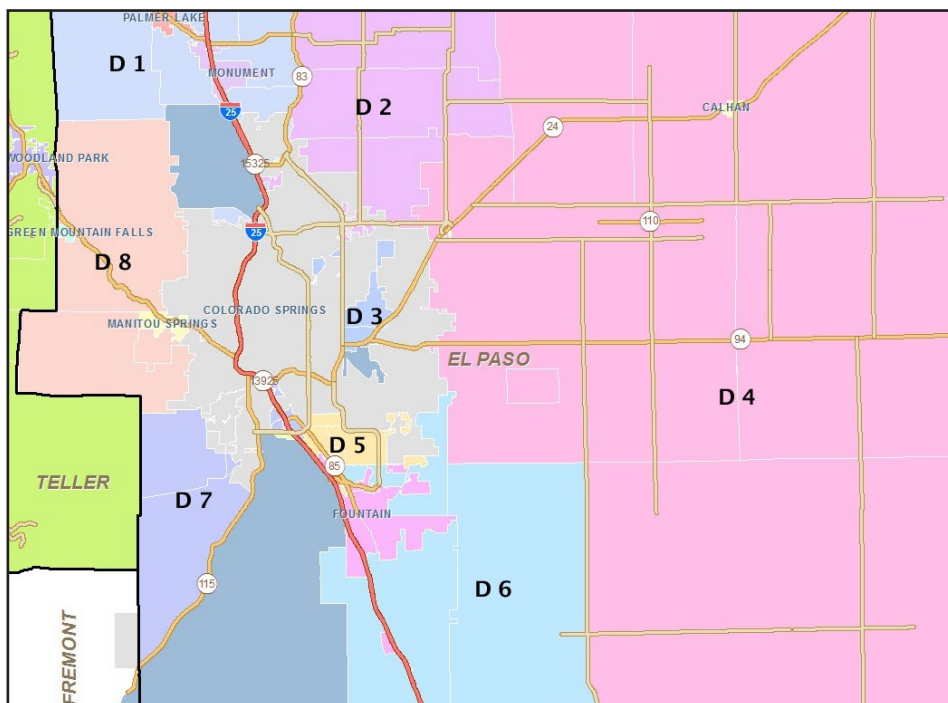 PALMER LAKE
D 1
MONUMENT
83
D 2
25
CALHAN
24
15325
WOODLAND PARK
110
25
GREEN MOUNTAIN FALLS
D 8
COLORADO SPRINGS
D 3
MANITOU SPRINGS
94
EL PASO
13925
D 4
D 5
85
TELLER
D 7
FOUNTAIN
115
D 6
FREMONT